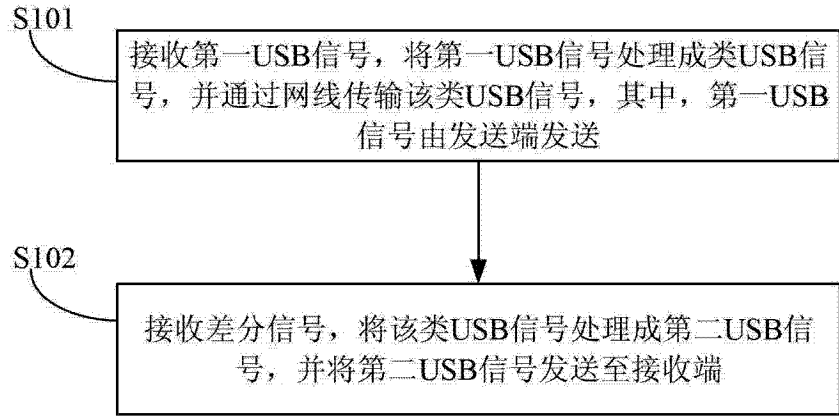 S101
接收第一USB信号，将第一USB信号处理成类USB信
号，并通过网线传输该类USB信号，其中，第一USB
信号由发送端发送
S102
接收差分信号，将该类USB信号处理成第二USB信
号，并将第二USB信号发送至接收端